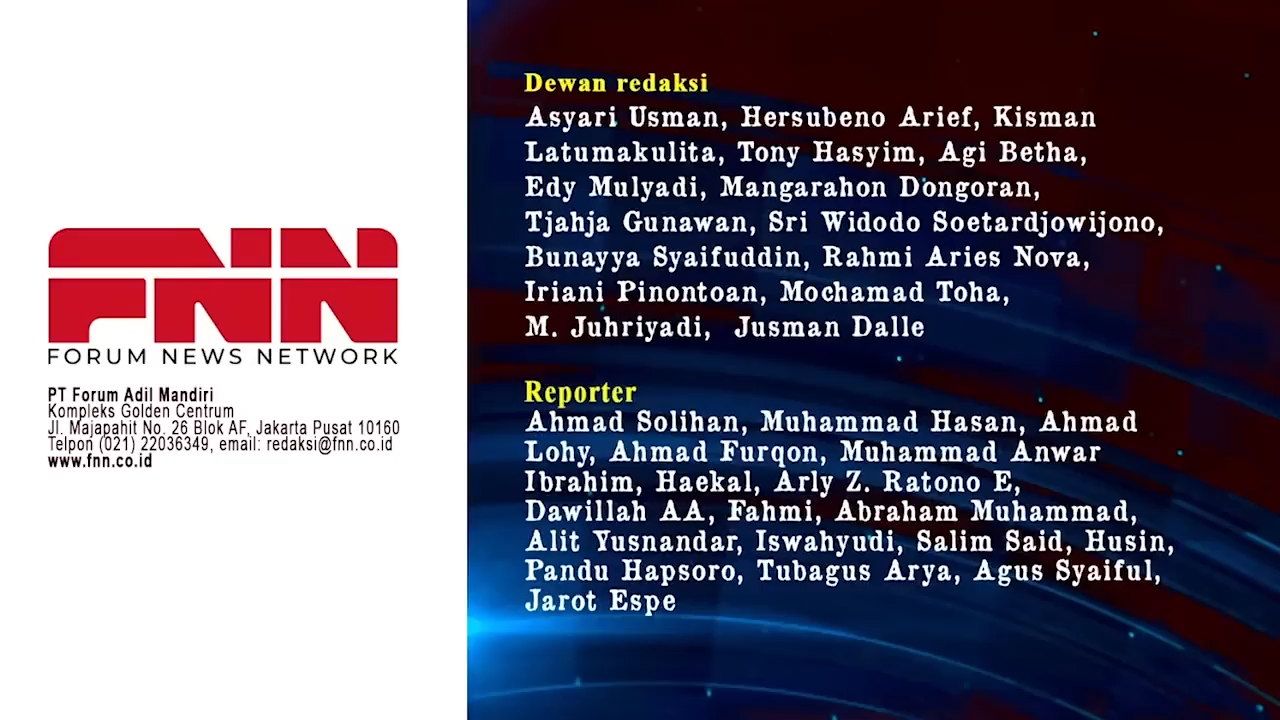 FNN
FORUM NEWS NETWORK
PT Forum Adil Mandiri
Kompleks Golden Centrum
Jl. Majapahit No. 26 Blok AF, Jakarta Pusat 10160
Telpon (021) 22036349, email: redaksi@fnn.co.id
www.fnn.co.id
Dewan redaksi
Asyari Usman, Hersubeno Arief, Kisman
Latumakulita, Tony Hasyim, Agi Betha,
Edy Mulyadi, Mangarahon Dongoran,
Tjahja Gunawan, Sri Widodo Soetardjowijono,
Bunayya Syaifuddin, Rahmi Aries Nova,
Iriani Pinontoan, Mochamad Toha,
M. Juhriyadi,  Jusman Dalle
Reporter
Ahmad Solihan, Muhammad Hasan, Ahmad
Lohy, Ahmad Furqon, Muhammad Anwar
Ibrahim, Haekal, Arly Z. Ratono E,
Dawillah AA, Fahmi, Abraham Muhammad,
Alit Yusnandar, Iswahyudi, Salim Said, Husin,
Pandu Hapsoro, Tubagus Arya, Agus Syaiful,
Jarot Espe